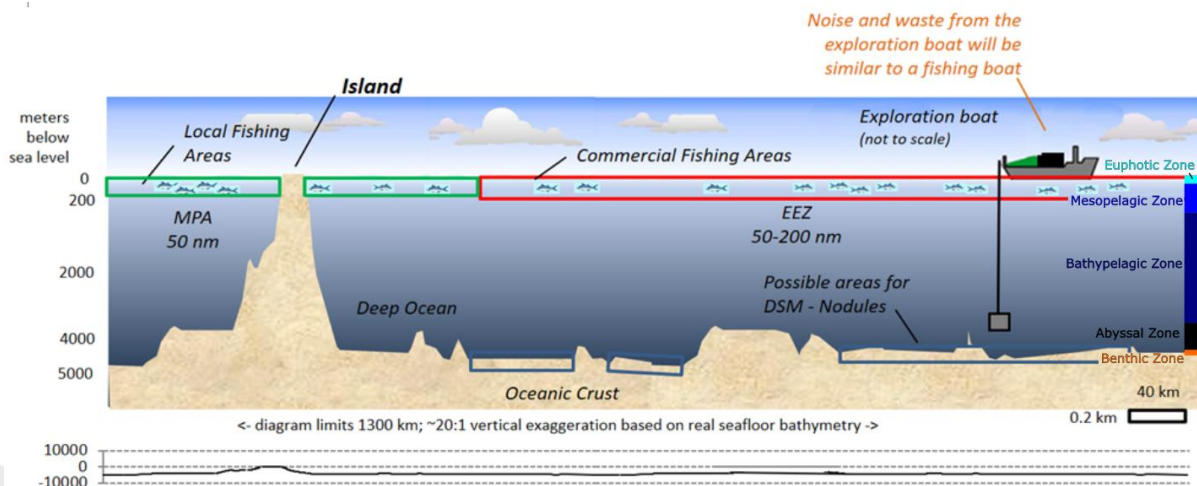 Noise and waste from the
exploration boat will be
similar to a fishing boat
Island
meters
below
sea level
Local Fishing
Areas
Commercial Fishing Areas
Exploration boat
(not to scale)
0
200
2000
4000
5000
MPA
50 nm
EEZ
50-200 nm
Euphotic Zone
Mesopelagic Zone
Bathypelagic Zone
Abyssal Zone
Benthic Zone
Deep Ocean
Possible areas for
DSM - Nodules
Oceanic Crust
40 km
0.2 km
<- diagram limits 1300 km; ~20:1 vertical exaggeration based on real seafloor bathymetry ->
10000
0
-10000